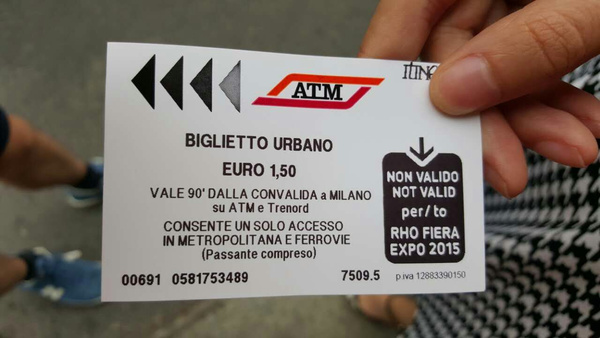 ATM
BIGLIETTO URBANO
EURO 1,50
VALE 90' DALLA CONVALIDA a MILANO
su ATM e Trenord
CONSENTE UN SOLO ACCESSO
IN METROPOLITANA E FERROVIE
(Passante compreso)
00691 0581753489 7509.5
NON VALIDO
NOT VALID
per/to
RHO FIERA
EXPO 2015
p.iva 12883390150